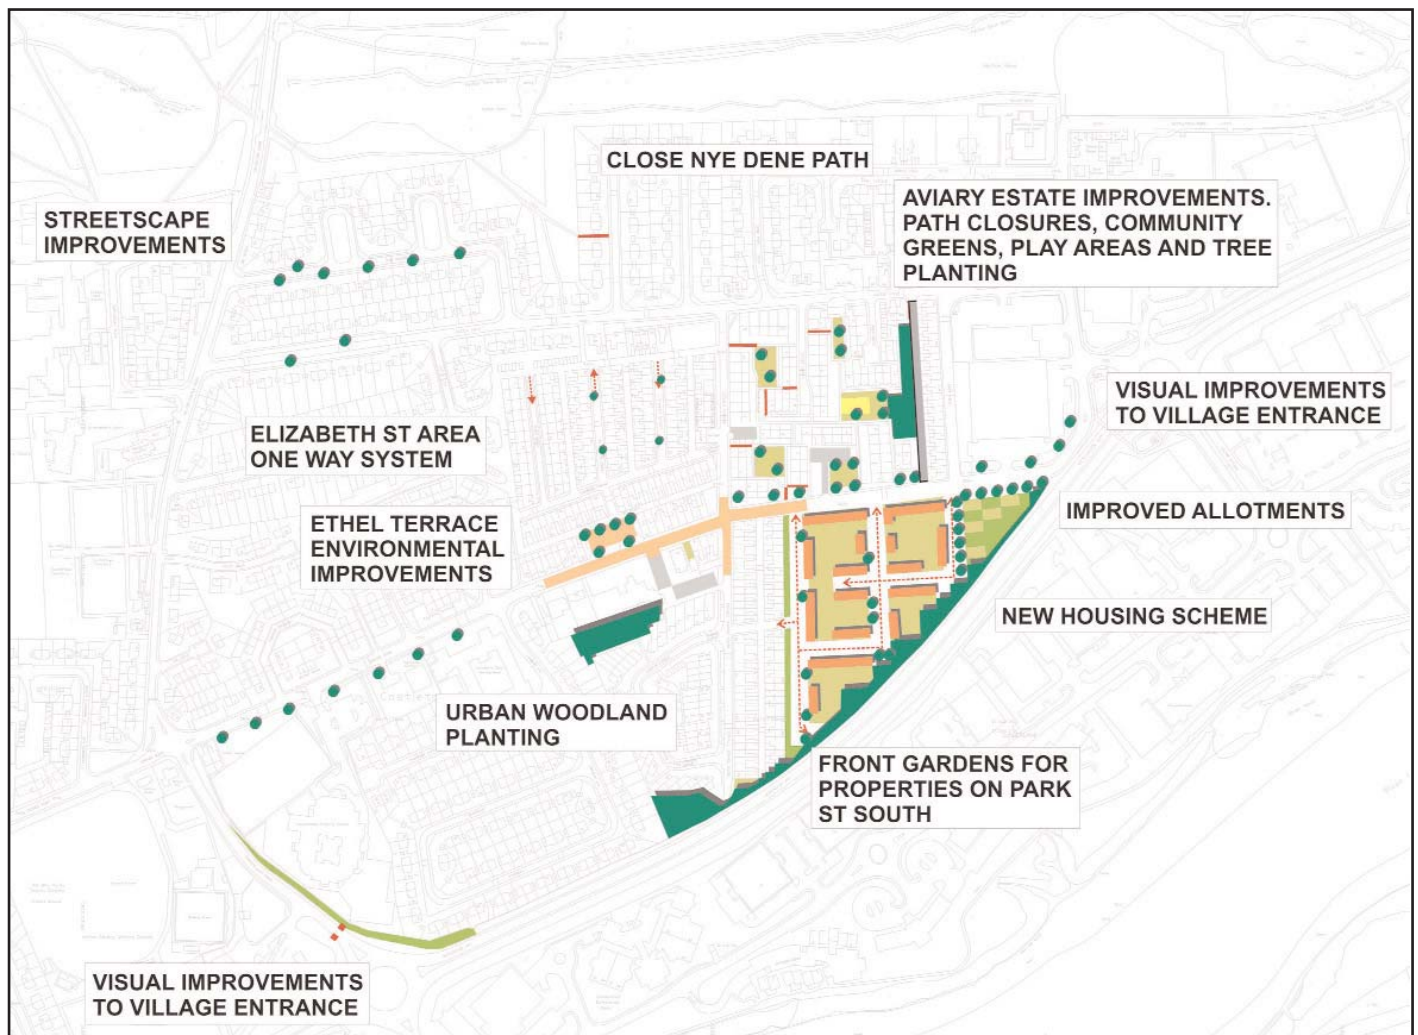 CLOSE NYE DENE PATH
AVIARY ESTATE IMPROVEMENTS.
PATH CLOSURES, COMMUNITY
GREENS, PLAY AREAS AND TREE
PLANTING
STREETSCAPE
IMPROVEMENTS
VISUAL IMPROVEMENTS
TO VILLAGE ENTRANCE
ELIZABETH ST AREA
ONE WAY SYSTEM
IMPROVED ALLOTMENTS
ETHEL TERRACE
ENVIRONMENTAL
IMPROVEMENTS
NEW HOUSING SCHEME
URBAN WOODLAND
PLANTING
FRONT GARDENS FOR
PROPERTIES ON PARK
ST SOUTH
VISUAL IMPROVEMENTS
TO VILLAGE ENTRANCE